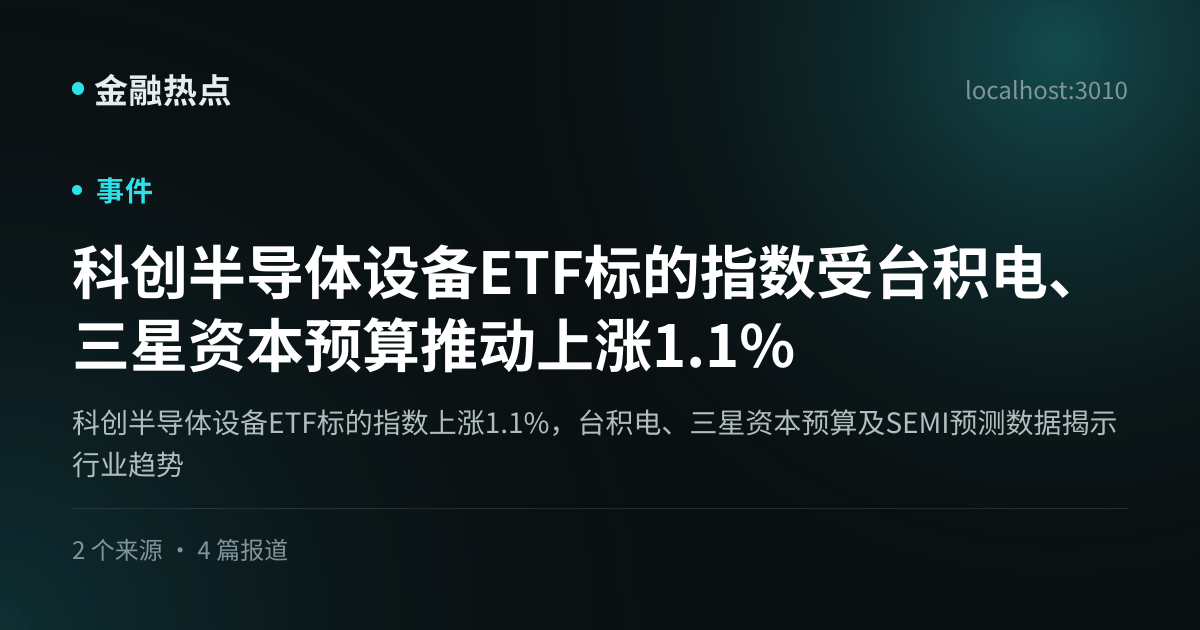 金融热点
localhost:3010
事件
科创半导体设备ETF标的指数受台积电、
三星资本预算推动上涨1.1%
科创半导体设备ETF标的指数上涨1.1%，台积电、三星资本预算及SEMI预测数据揭示
行业趋势
2 个来源 · 4 篇报道